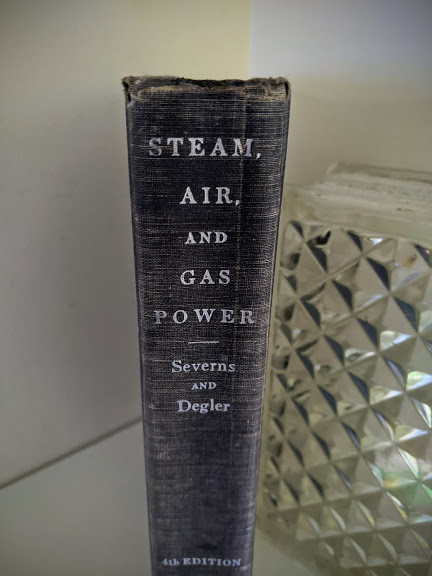 STEAM,
AIR,
AND
GAS
POWER
Severns
AND
Degler
4th EDITION